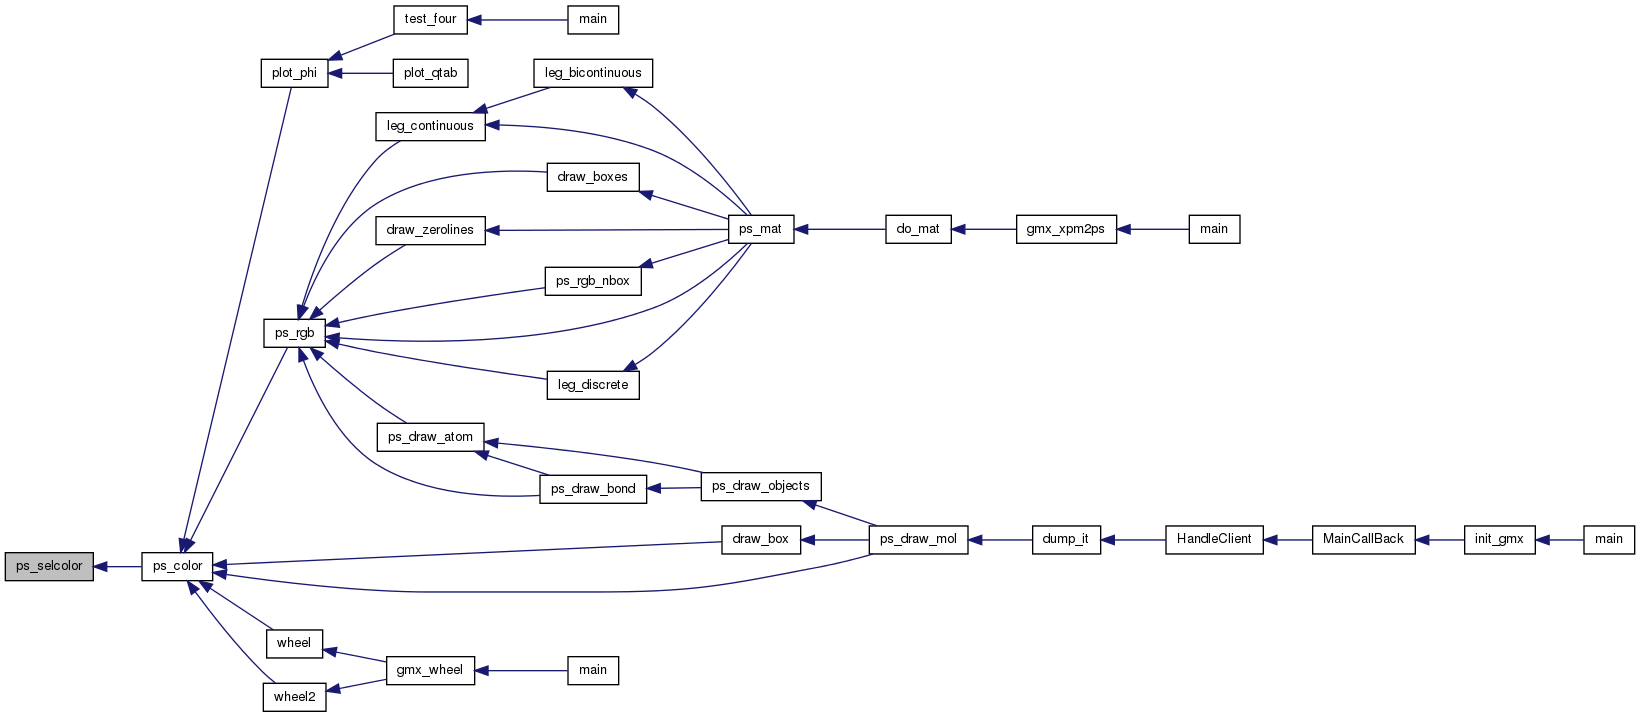 test_four
main
plot_phi
plot_qtab
leg_bicontinuous
leg_continuous
draw_boxes
draw_zerolines
ps_mat
do_mat
gmx_xpm2ps
main
ps_rgb_nbox
ps_rgb
leg_discrete
ps_draw_atom
ps_draw_bond
ps_draw_objects
draw_box
ps_draw_mol
dump_it
HandleClient
MainCallBack
init_gmx
main
ps_selcolor
ps_color
wheel
gmx_wheel
main
wheel2